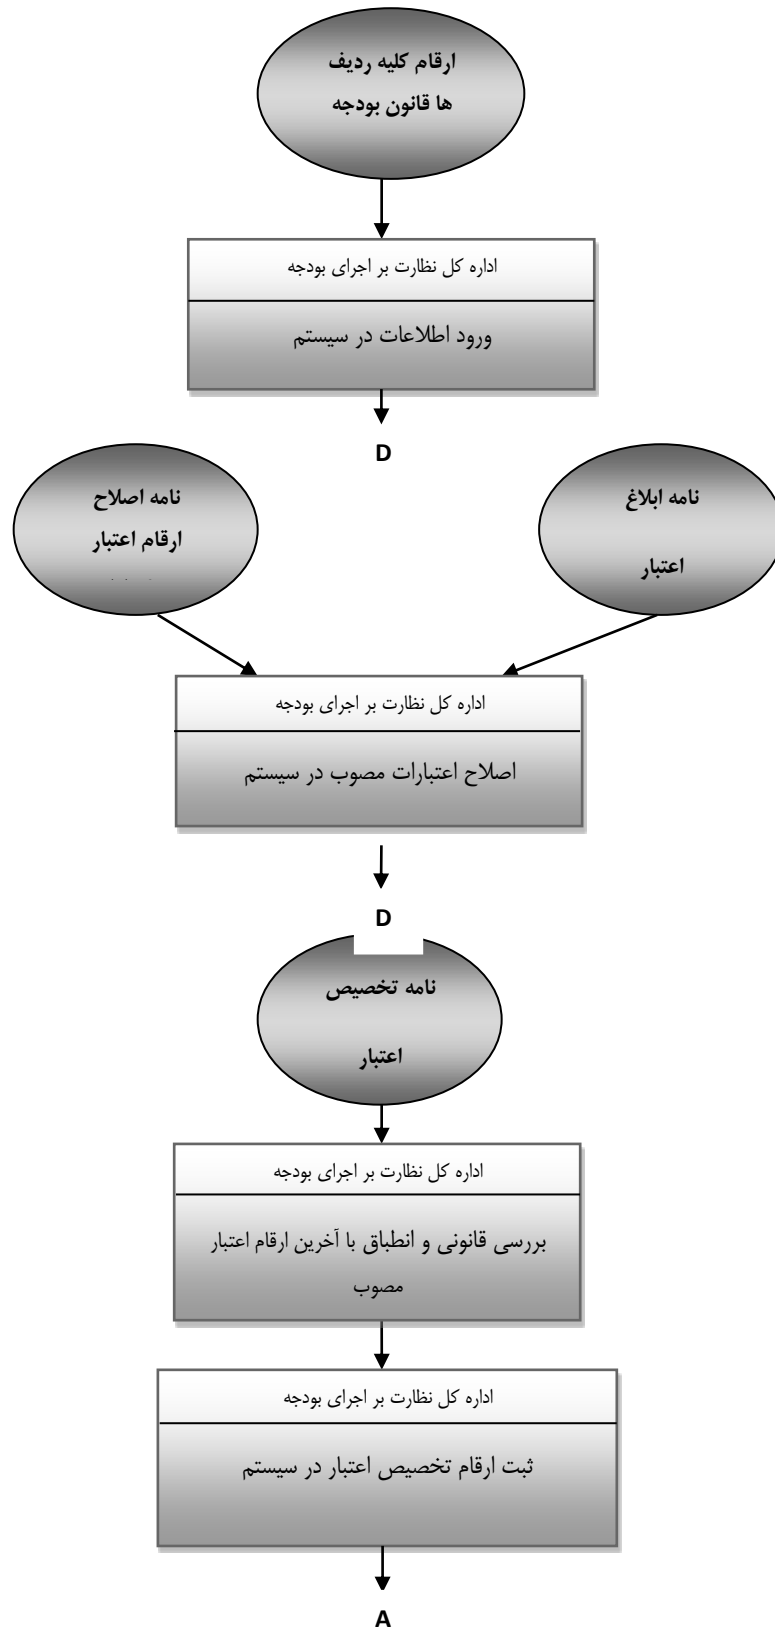 ارقام کلیه ردیف
ها قانون بودجه
اداره کل نظارت بر اجرای بودجه
ورود اطلاعات در سیستم
D
نامه ابلاغ
اعتبار
نامه اصلاح
ارقام اعتبار
اداره کل نظارت بر اجرای بودجه
اصلاح اعتبارات مصوب در سیستم
D
نامه تخصیص
اعتبار
اداره کل نظارت بر اجرای بودجه
بررسی قانونی و انطباق با آخرین ارقام اعتبار
مصوب
اداره کل نظارت بر اجرای بودجه
ثبت ارقام تخصیص اعتبار در سیستم
A